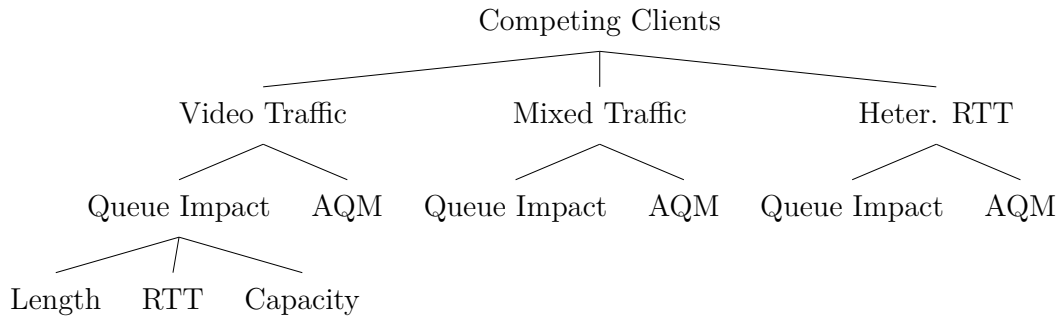 Competing Clients
Video Traffic Mixed Traffic Heter. RTT
Queue Impact AQM Queue Impact AQM Queue Impact AQM
Length RTT Capacity